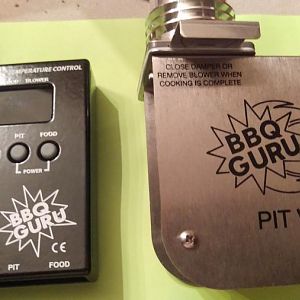 TEMPERATURE CONTROL
BLOWER
PIT FOOD
POWER
BBQ
GURU
CE
PIT FOOD
CLOSE DAMPER OR
REMOVE BLOWER WHEN
COOKING IS COMPLETE
BBQ
GURU
PIT